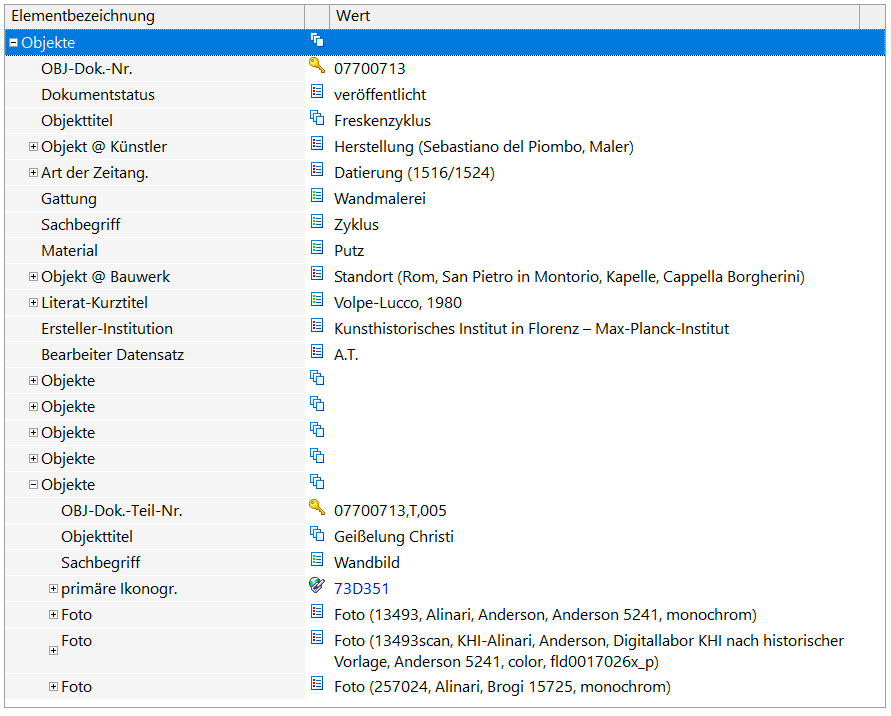 Elementbezeichnung Wert
Objekte
OBJ-Dok.-Nr. 07700713
Dokumentstatus veröffentlicht
Objekttitel Freskenzyklus
Objekt @ Künstler Herstellung (Sebastiano del Piombo, Maler)
Art der Zeitang. Datierung (1516/1524)
Gattung Wandmalerei
Sachbegriff Zyklus
Material Putz
Objekt @ Bauwerk Standort (Rom, San Pietro in Montorio, Kapelle, Cappella Borgherini)
Literat-Kurztitel Volpe-Lucco, 1980
Ersteller-Institution Kunsthistorisches Institut in Florenz – Max-Planck-Institut
Bearbeiter Datensatz A.T.
Objekte
Objekte
Objekte
Objekte
Objekte
OBJ-Dok.-Teil-Nr. 07700713,T,005
Objekttitel Geißelung Christi
Sachbegriff Wandbild
primäre Ikonogr. 73D351
Foto Foto (13493, Alinari, Anderson, Anderson 5241, monochrom)
Foto Foto (13493scan, KHI-Alinari, Anderson, Digitallabor KHI nach historischer
Vorlage, Anderson 5241, color, fld0017026x_p)
Foto Foto (257024, Alinari, Brogi 15725, monochrom)